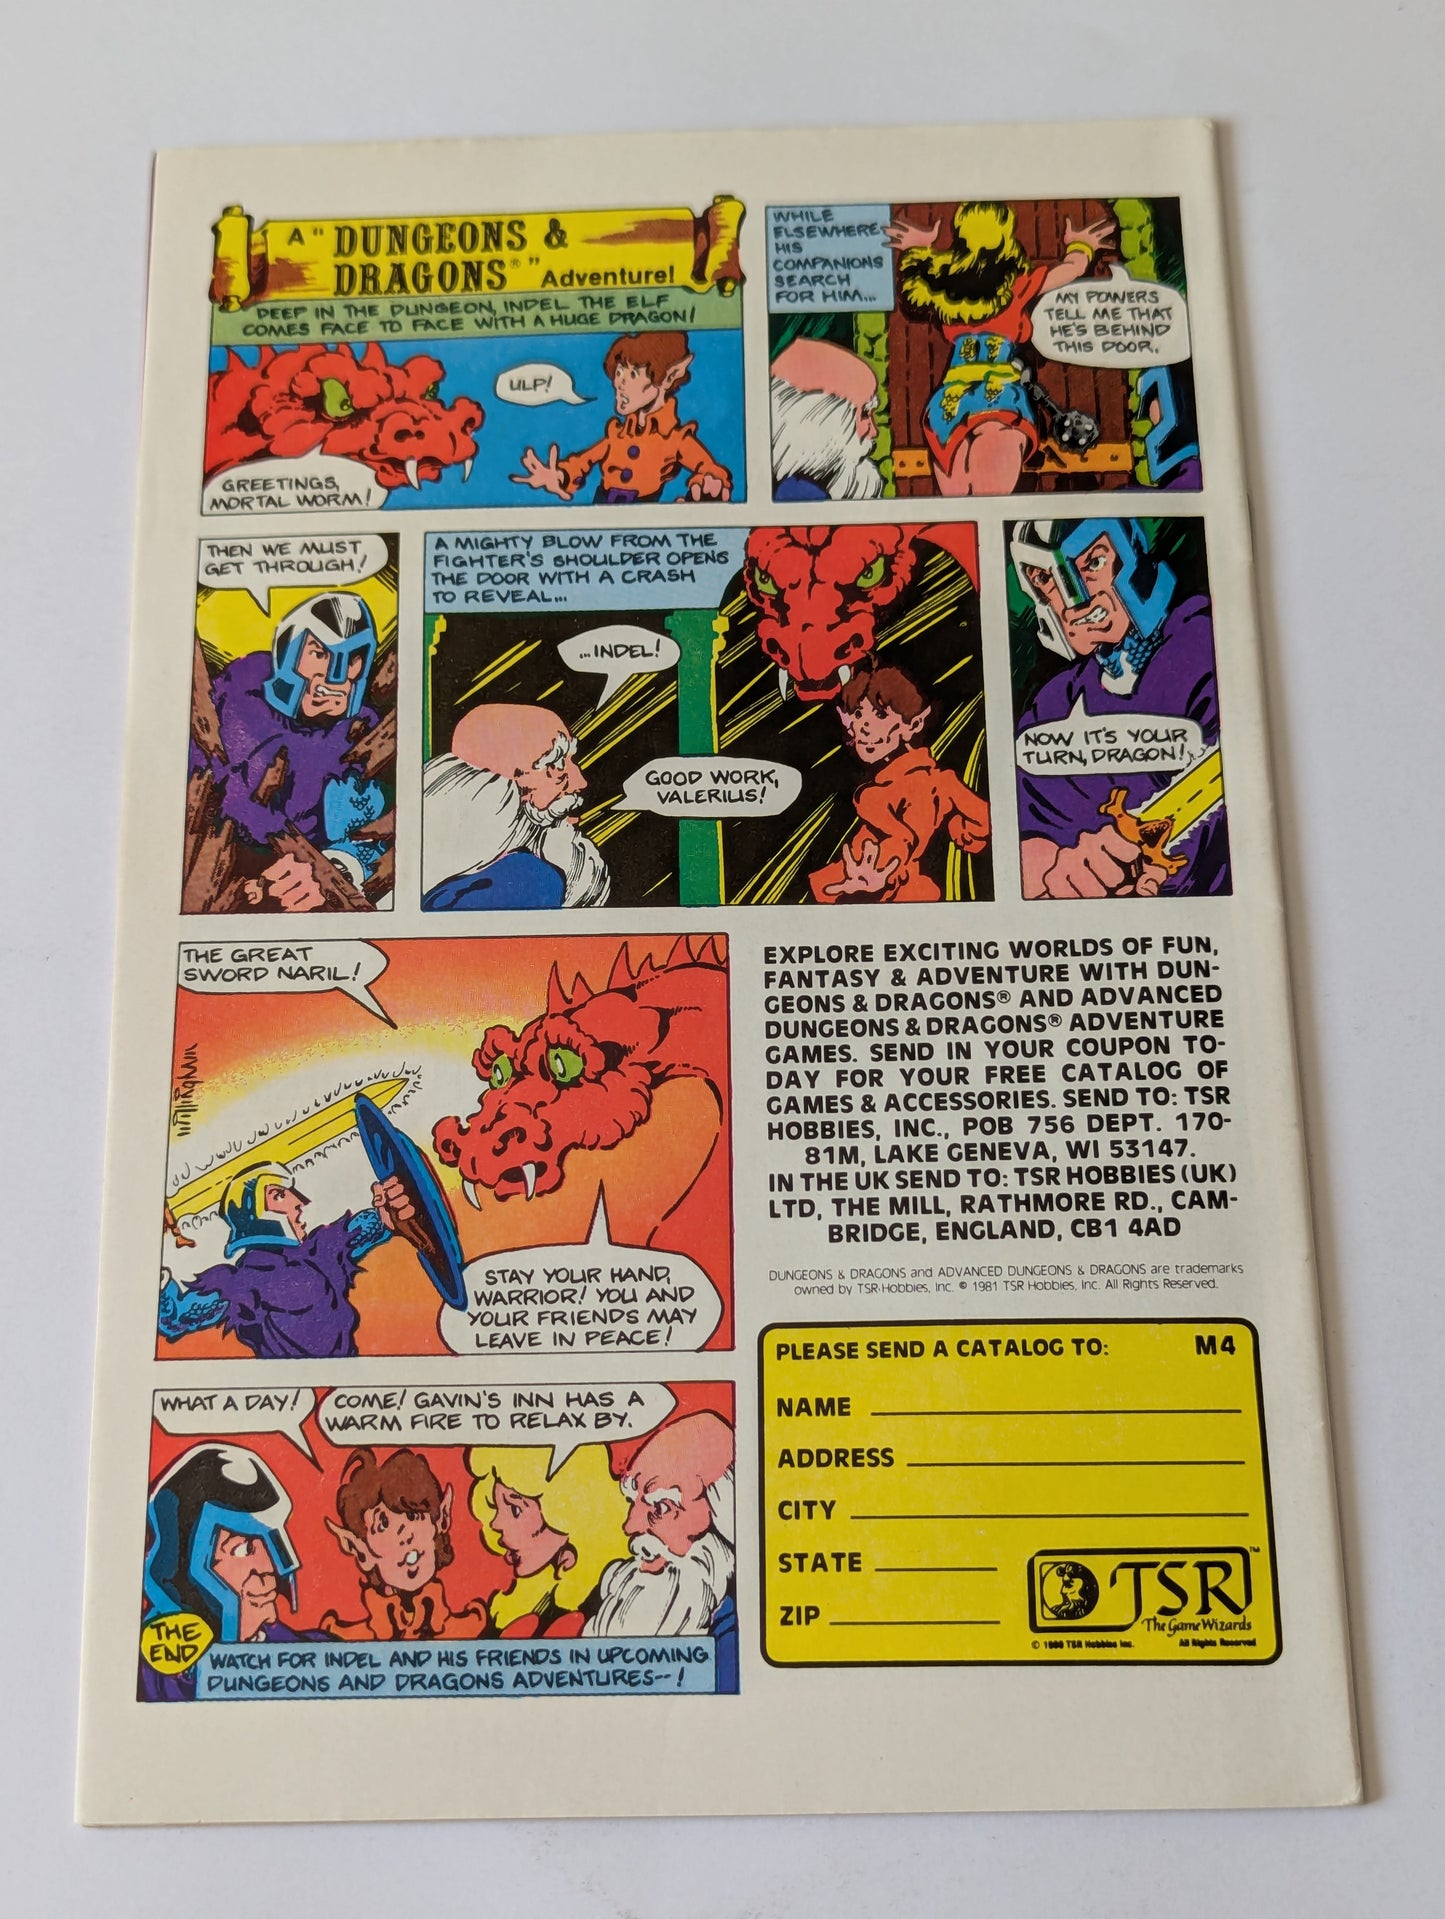 A "DUNGEONS &
DRAGONS®" Adventure!
DEEP IN THE DUNGEON, INDEL THE ELF
COMES FACE TO FACE WITH A HUGE DRAGON!
ULP!
GREETINGS,
MORTAL WORM!
WHILE
ELSEWHERE
HIS
COMPANIONS
SEARCH
FOR HIM...
MY POWERS
TELL ME THAT
HE'S BEHIND
THIS DOOR.
THEN WE MUST
GET THROUGH!
A MIGHTY BLOW FROM THE
FIGHTER'S SHOULDER OPENS
THE DOOR WITH A CRASH
TO REVEAL...
...INDEL!
GOOD WORK,
VALERIUS!
NOW IT'S YOUR
TURN, DRAGON!
THE GREAT
SWORD NARIL!
STAY YOUR HAND,
WARRIOR! YOU AND
YOUR FRIENDS MAY
LEAVE IN PEACE!
WHAT A DAY!
COME! GAVIN'S INN HAS A
WARM FIRE TO RELAX BY.
THE
END
WATCH FOR INDEL AND HIS FRIENDS IN UPCOMING
DUNGEONS AND DRAGONS ADVENTURES--!
EXPLORE EXCITING WORLDS OF FUN,
FANTASY & ADVENTURE WITH DUN-
GEONS & DRAGONS® AND ADVANCED
DUNGEONS & DRAGONS® ADVENTURE
GAMES. SEND IN YOUR COUPON TO-
DAY FOR YOUR FREE CATALOG OF
GAMES & ACCESSORIES. SEND TO: TSR
HOBBIES, INC., POB 756 DEPT. 170-
81M, LAKE GENEVA, WI 53147.
IN THE UK SEND TO: TSR HOBBIES (UK)
LTD, THE MILL, RATHMORE RD., CAM-
BRIDGE, ENGLAND, CB1 4AD
DUNGEONS & DRAGONS and ADVANCED DUNGEONS & DRAGONS are trademarks
owned by TSR Hobbies, Inc. © 1981 TSR Hobbies, Inc. All Rights Reserved.
PLEASE SEND A CATALOG TO: M4
NAME
ADDRESS
CITY
STATE
ZIP
TSR™
The Game Wizards
© 1980 TSR Hobbies Inc. All Rights Reserved